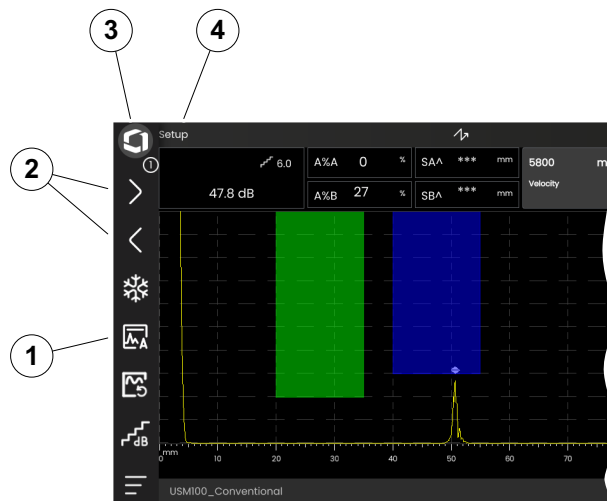 3 4
Setup
1
6.0 A%A 0 % SA^ *** mm 5800 m
2
47.8 dB A%B 27 % SB^ *** mm Velocity
1
A
dB
0 mm 10 20 30 40 50 60 70
USM100_Conventional